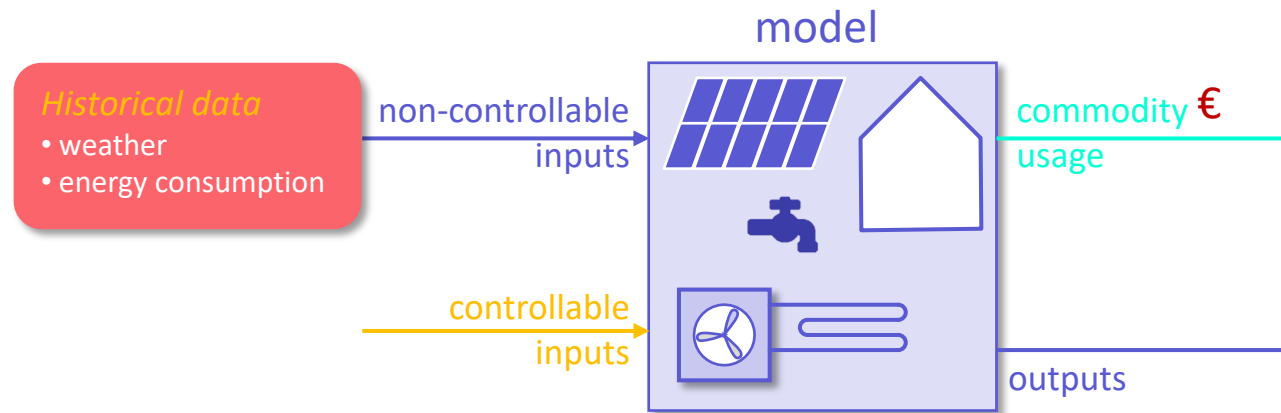 model
Historical data
• weather
• energy consumption
non-controllable
inputs
controllable
inputs
commodity €
usage
outputs